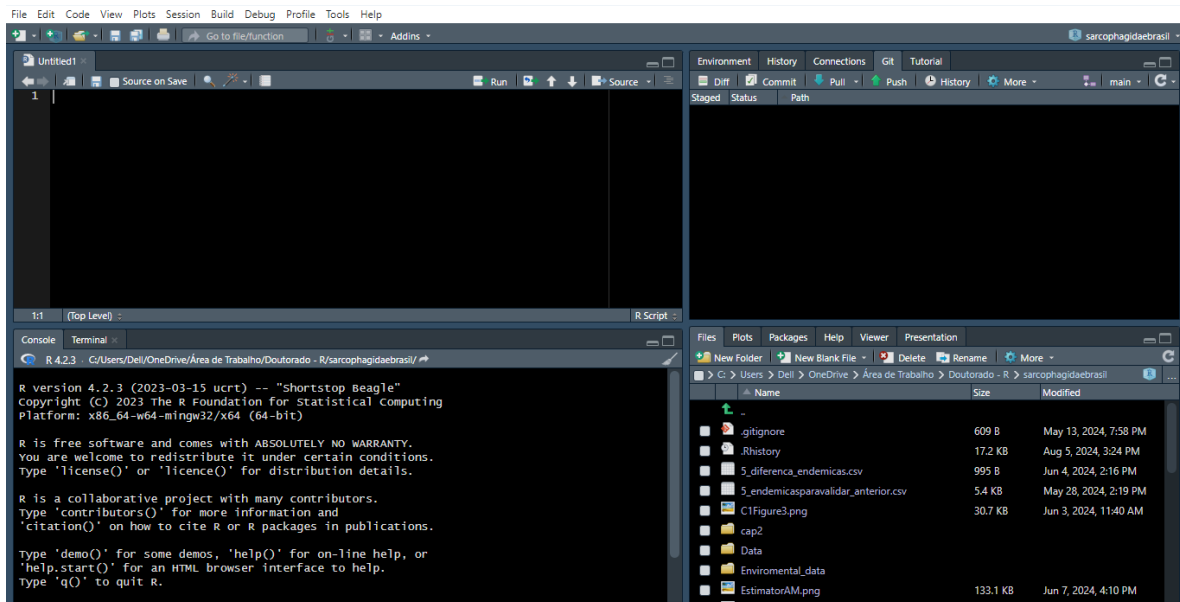 File Edit Code View Plots Session Build Debug Profile Tools Help
Go to file/function Addins sarcophagidaebrasil
Untitled1
Source on Save Run Source
1
1:1 (Top Level) R Script
Console Terminal
R 4.2.3 · C:/Users/Dell/OneDrive/Área de Trabalho/Doutorado - R/sarcophagidaebrasil/
R version 4.2.3 (2023-03-15 ucrt) -- "Shortstop Beagle"
Copyright (C) 2023 The R Foundation for Statistical Computing
Platform: x86_64-w64-mingw32/x64 (64-bit)
R is free software and comes with ABSOLUTELY NO WARRANTY.
You are welcome to redistribute it under certain conditions.
Type 'license()' or 'licence()' for distribution details.
R is a collaborative project with many contributors.
Type 'contributors()' for more information and
'citation()' on how to cite R or R packages in publications.
Type 'demo()' for some demos, 'help()' for on-line help, or
'help.start()' for an HTML browser interface to help.
Type 'q()' to quit R.
Environment History Connections Git Tutorial
Diff Commit Pull Push History More main
Staged Status Path
Files Plots Packages Help Viewer Presentation
New Folder New Blank File Delete Rename More
C: > Users > Dell > OneDrive > Área de Trabalho > Doutorado - R > sarcophagidaebrasil ...
Name Size Modified
..
.gitignore 609 B May 13, 2024, 7:58 PM
.Rhistory 17.2 KB Aug 5, 2024, 3:24 PM
5_diferenca_endemicas.csv 995 B Jun 4, 2024, 2:16 PM
5_endemicasparavalidar_anterior.csv 5.4 KB May 28, 2024, 2:19 PM
C1Figure3.png 30.7 KB Jun 3, 2024, 11:40 AM
cap2
Data
Enviromental_data
EstimatorAM.png 133.1 KB Jun 7, 2024, 4:10 PM